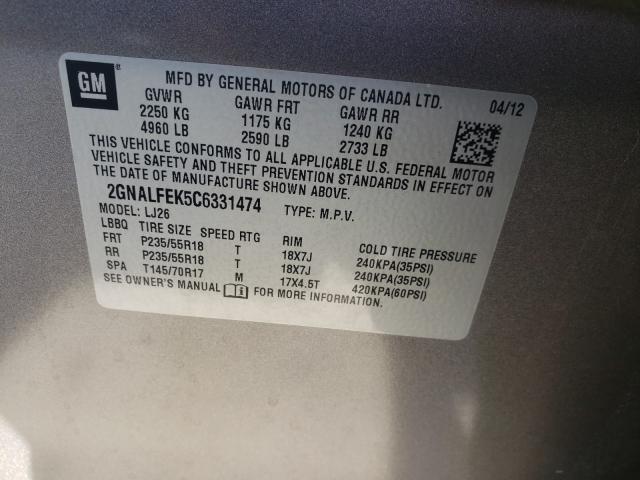 GM
MFD BY GENERAL MOTORS OF CANADA LTD. 04/12
GVWR GAWR FRT GAWR RR
2250 KG 1175 KG 1240 KG
4960 LB 2590 LB 2733 LB
THIS VEHICLE CONFORMS TO ALL APPLICABLE U.S. FEDERAL MOTOR
VEHICLE SAFETY AND THEFT PREVENTION STANDARDS IN EFFECT ON
THE DATE OF MANUFACTURE SHOWN ABOVE.
2GNALFEK5C6331474 TYPE: M.P.V.
MODEL: LJ26
LBBQ TIRE SIZE SPEED RTG RIM COLD TIRE PRESSURE
FRT P235/55R18 T 18X7J 240KPA(35PSI)
RR P235/55R18 T 18X7J 240KPA(35PSI)
SPA T145/70R17 M 17X4.5T 420KPA(60PSI)
SEE OWNER'S MANUAL FOR MORE INFORMATION.